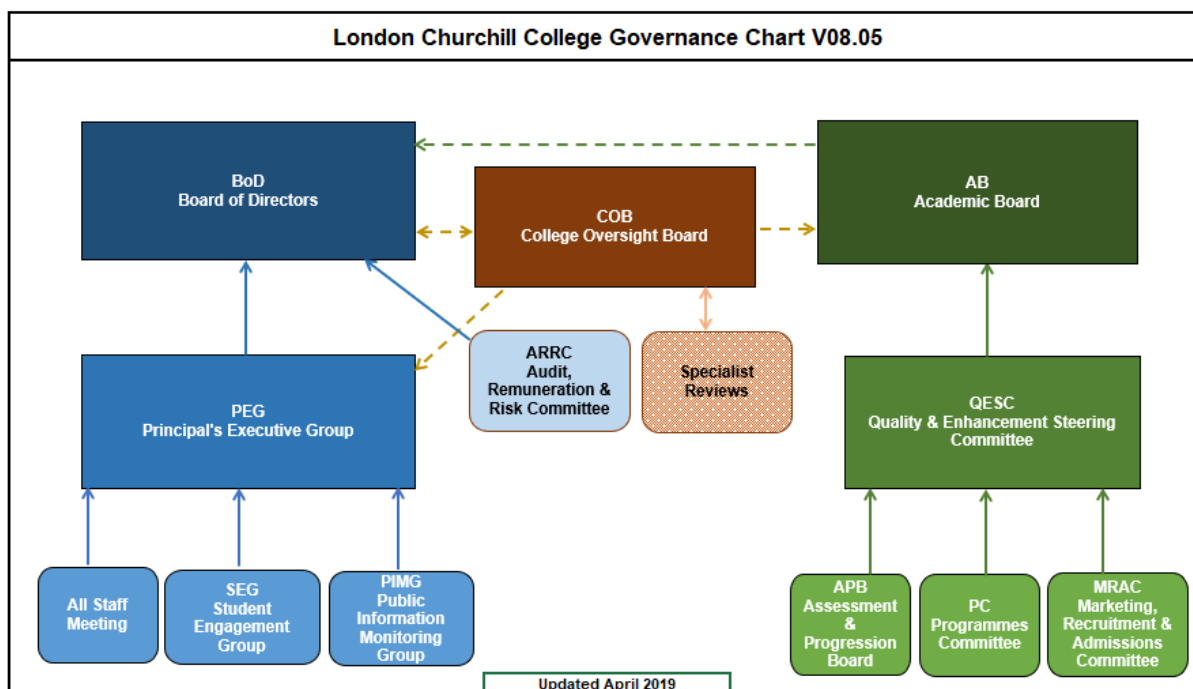 London Churchill College Governance Chart V08.05
BoD
Board of Directors
COB
College Oversight Board
AB
Academic Board
PEG
Principal's Executive Group
ARRC
Audit,
Remuneration &
Risk Committee
Specialist
Reviews
QESC
Quality & Enhancement Steering
Committee
All Staff
Meeting
SEG
Student
Engagement
Group
PIMG
Public
Information
Monitoring
Group
APB
Assessment
&
Progression
Board
PC
Programmes
Committee
MRAC
Marketing,
Recruitment &
Admissions
Committee
Updated April 2019